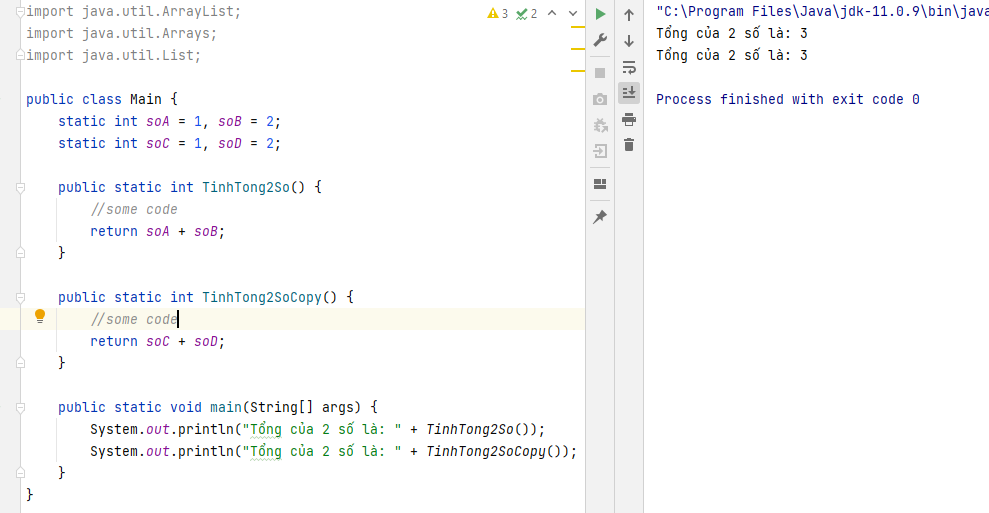 import java.util.ArrayList;
import java.util.Arrays;
import java.util.List;
public class Main {
static int soA = 1, soB = 2;
static int soC = 1, soD = 2;
public static int TinhTong2So() {
//some code
return soA + soB;
}
public static int TinhTong2SoCopy() {
//some code
return soC + soD;
}
public static void main(String[] args) {
System.out.println("Tổng của 2 số là: " + TinhTong2So());
System.out.println("Tổng của 2 số là: " + TinhTong2SoCopy());
}
}
3 2
"C:\Program Files\Java\jdk-11.0.9\bin\java
Tổng của 2 số là: 3
Tổng của 2 số là: 3
Process finished with exit code 0